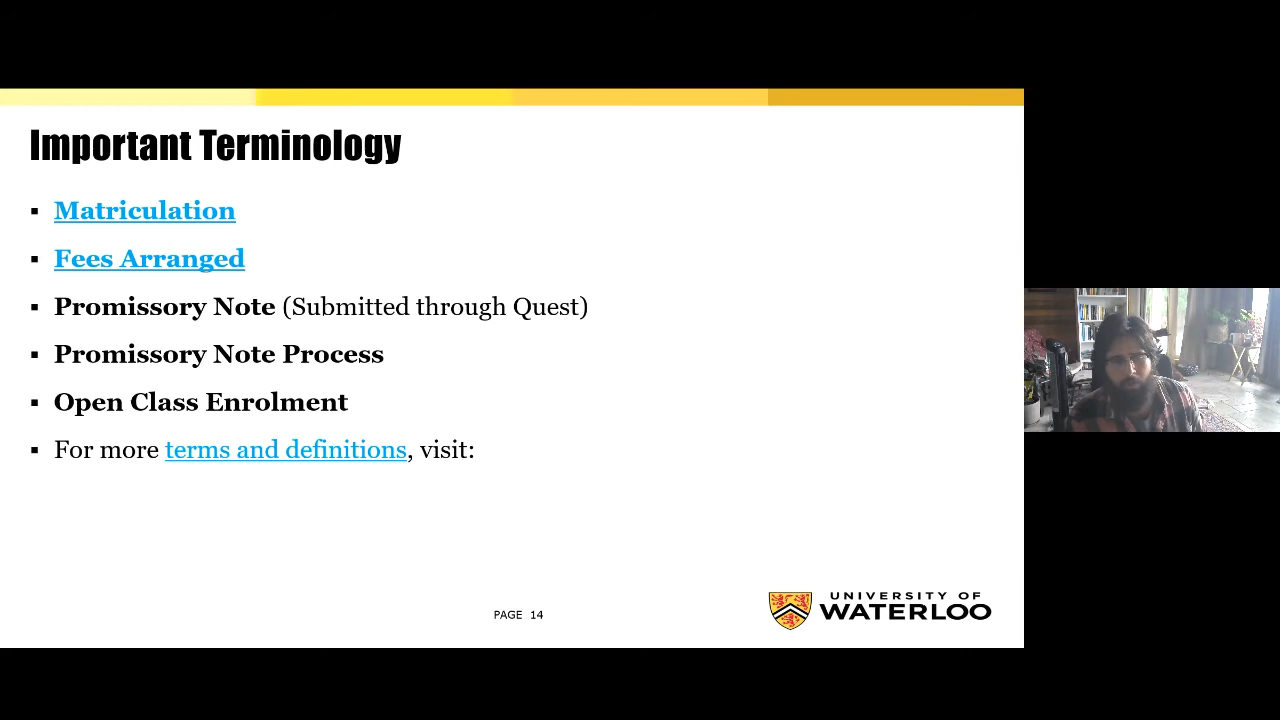 Important Terminology
▪ Matriculation
▪ Fees Arranged
▪ Promissory Note (Submitted through Quest)
▪ Promissory Note Process
▪ Open Class Enrolment
▪ For more terms and definitions, visit:
PAGE 14
UNIVERSITY OF
WATERLOO